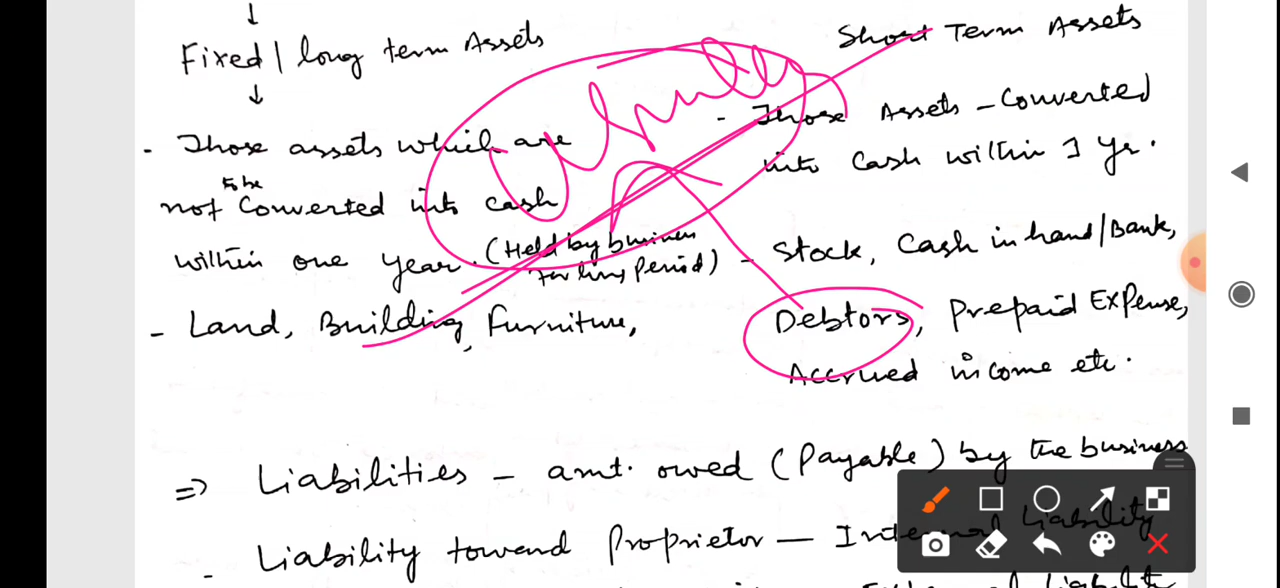 Fixed | long term Assets
- Those assets which are
not to be Converted into cash
within one year. (Held by business
for long period)
- Land, Building, Furniture,
Short Term Assets
- Those Assets - Converted
into Cash within 1 Yr.
- Stock, Cash in hand/Bank,
Debtors, Prepaid Expense,
Accrued income etc.
=> Liabilities - amt. owed (Payable) by the business
- Liability toward Proprietor - Internal Liability